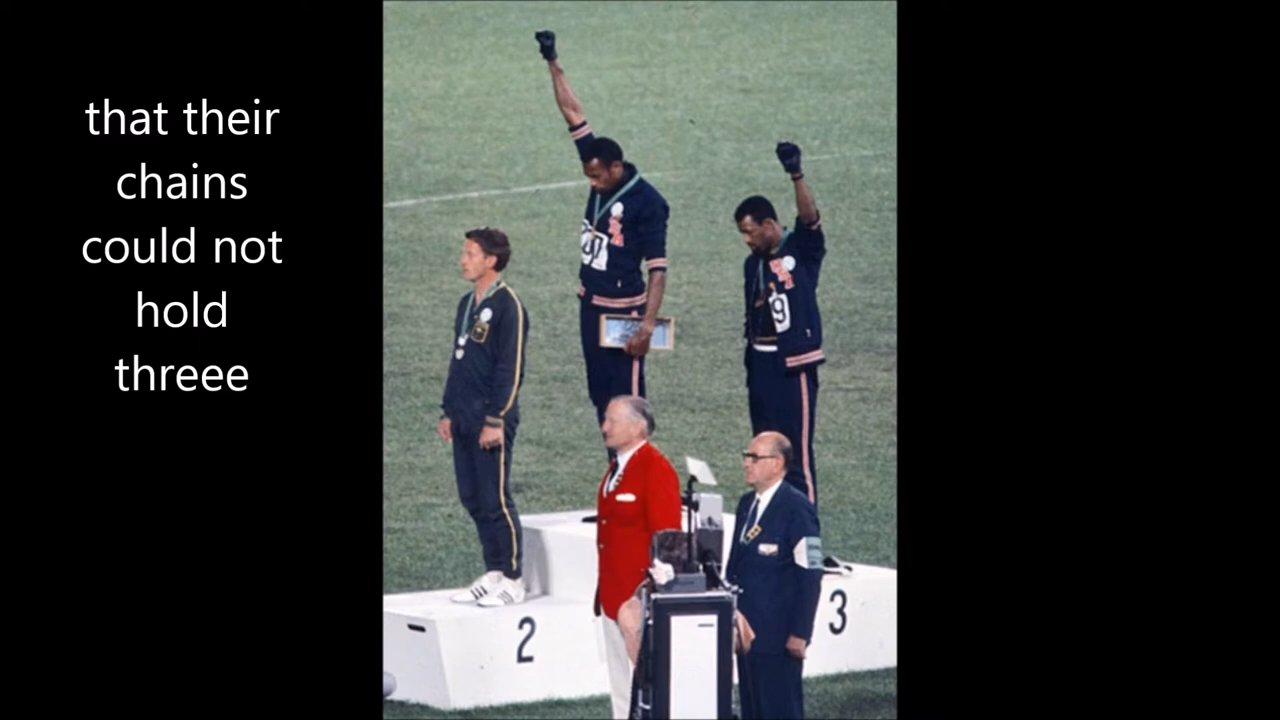 that their
chains
could not
hold
threee
2
3